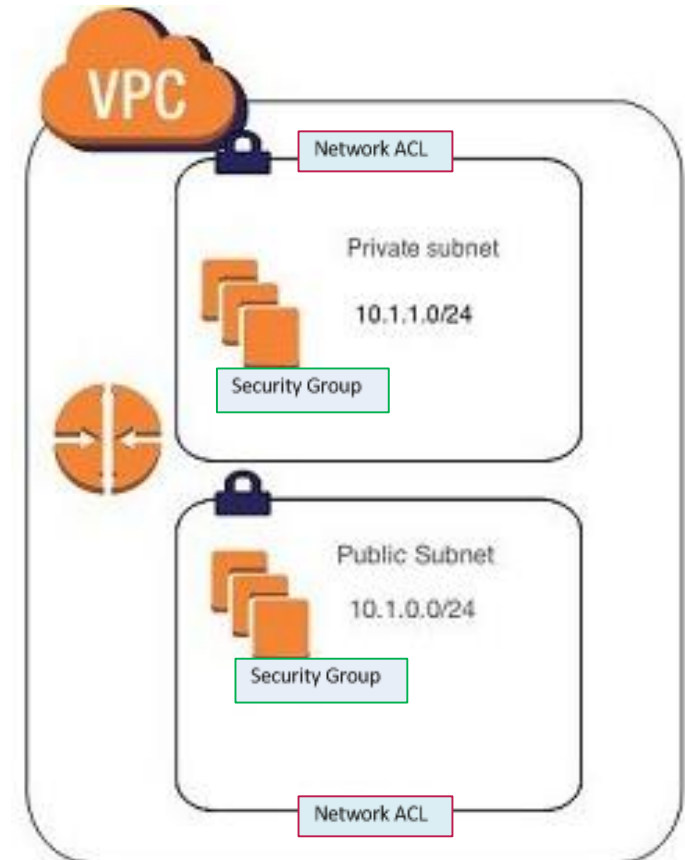 VPC
Network ACL
Private subnet
10.1.1.0/24
Security Group
Public Subnet
10.1.0.0/24
Security Group
Network ACL